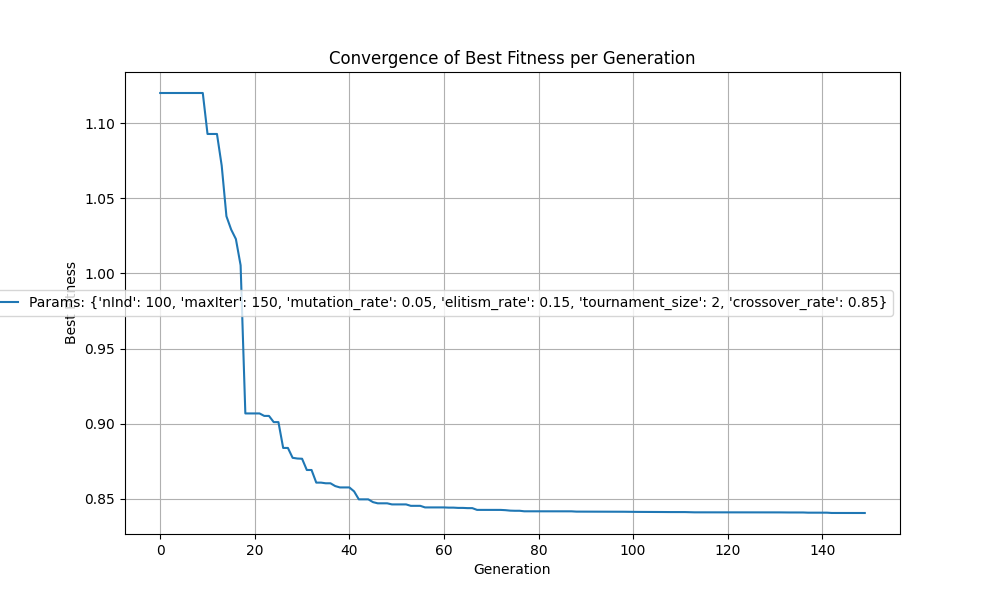 Convergence of Best Fitness per Generation
1.10
1.05
1.00
0.95
0.90
0.85
Best
Params: {'nInd': 100, 'maxIter': 150, 'mutation_rate': 0.05, 'elitism_rate': 0.15, 'tournament_size': 2, 'crossover_rate': 0.85}
0 20 40 60 80 100 120 140
Generation